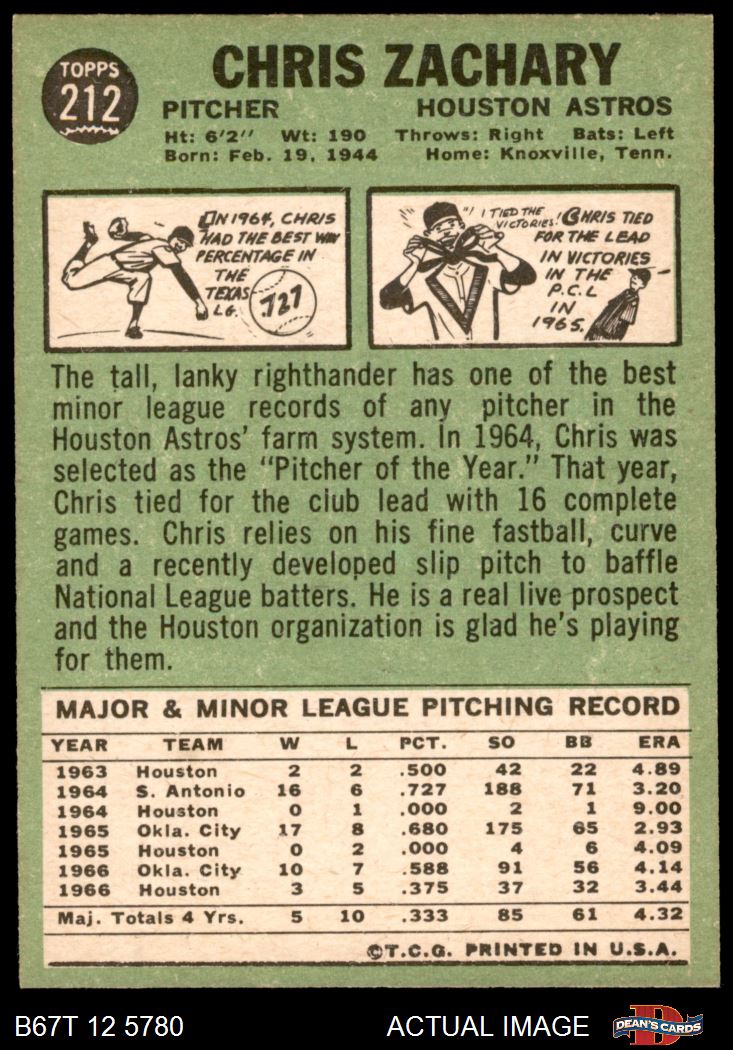 TOPPS
212
CHRIS ZACHARY
PITCHER HOUSTON ASTROS
Ht: 6'2" Wt: 190 Throws: Right Bats: Left
Born: Feb. 19, 1944 Home: Knoxville, Tenn.
IN 1964, CHRIS
HAD THE BEST WIN
PERCENTAGE IN
THE
TEXAS
LG.
.727
"I TIED THE
VICTORIES!
CHRIS TIED
FOR THE LEAD
IN VICTORIES
IN THE
P.C.L
IN
1965.
The tall, lanky righthander has one of the best
minor league records of any pitcher in the
Houston Astros' farm system. In 1964, Chris was
selected as the "Pitcher of the Year." That year,
Chris tied for the club lead with 16 complete
games. Chris relies on his fine fastball, curve
and a recently developed slip pitch to baffle
National League batters. He is a real live prospect
and the Houston organization is glad he's playing
for them.
MAJOR & MINOR LEAGUE PITCHING RECORD
YEAR TEAM W L PCT. SO BB ERA
1963 Houston 2 2 .500 42 22 4.89
1964 S. Antonio 16 6 .727 188 71 3.20
1964 Houston 0 1 .000 2 1 9.00
1965 Okla. City 17 8 .680 175 65 2.93
1965 Houston 0 2 .000 4 6 4.09
1966 Okla. City 10 7 .588 91 56 4.14
1966 Houston 3 5 .375 37 32 3.44
Maj. Totals 4 Yrs. 5 10 .333 85 61 4.32
©T.C.G. PRINTED IN U.S.A.
B67T 12 5780 ACTUAL IMAGE DEAN'S CARDS